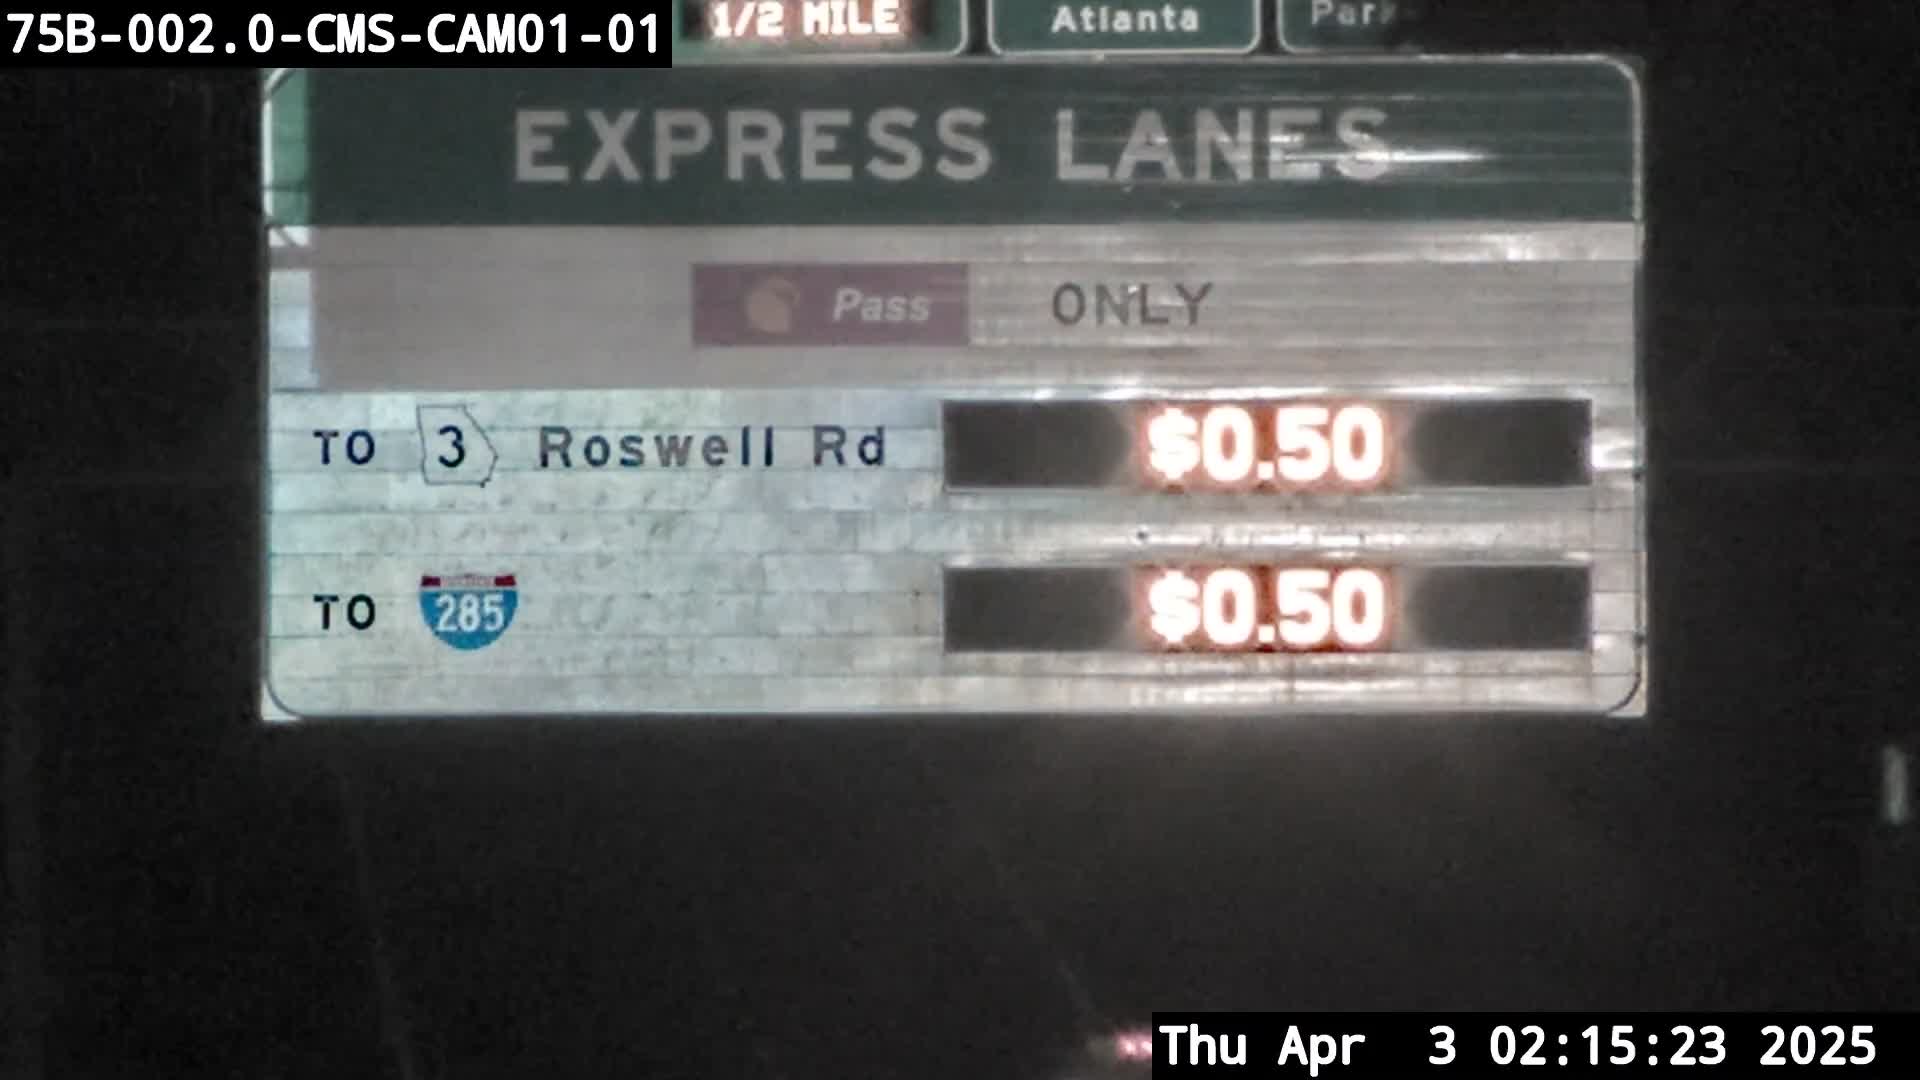 75B-002.0-CMS-CAM01-01
1/2 MILE
Atlanta
EXPRESS LANES
Pass ONLY
TO 3 Roswell Rd $0.50
TO 285 $0.50
Thu Apr 3 02:15:23 2025